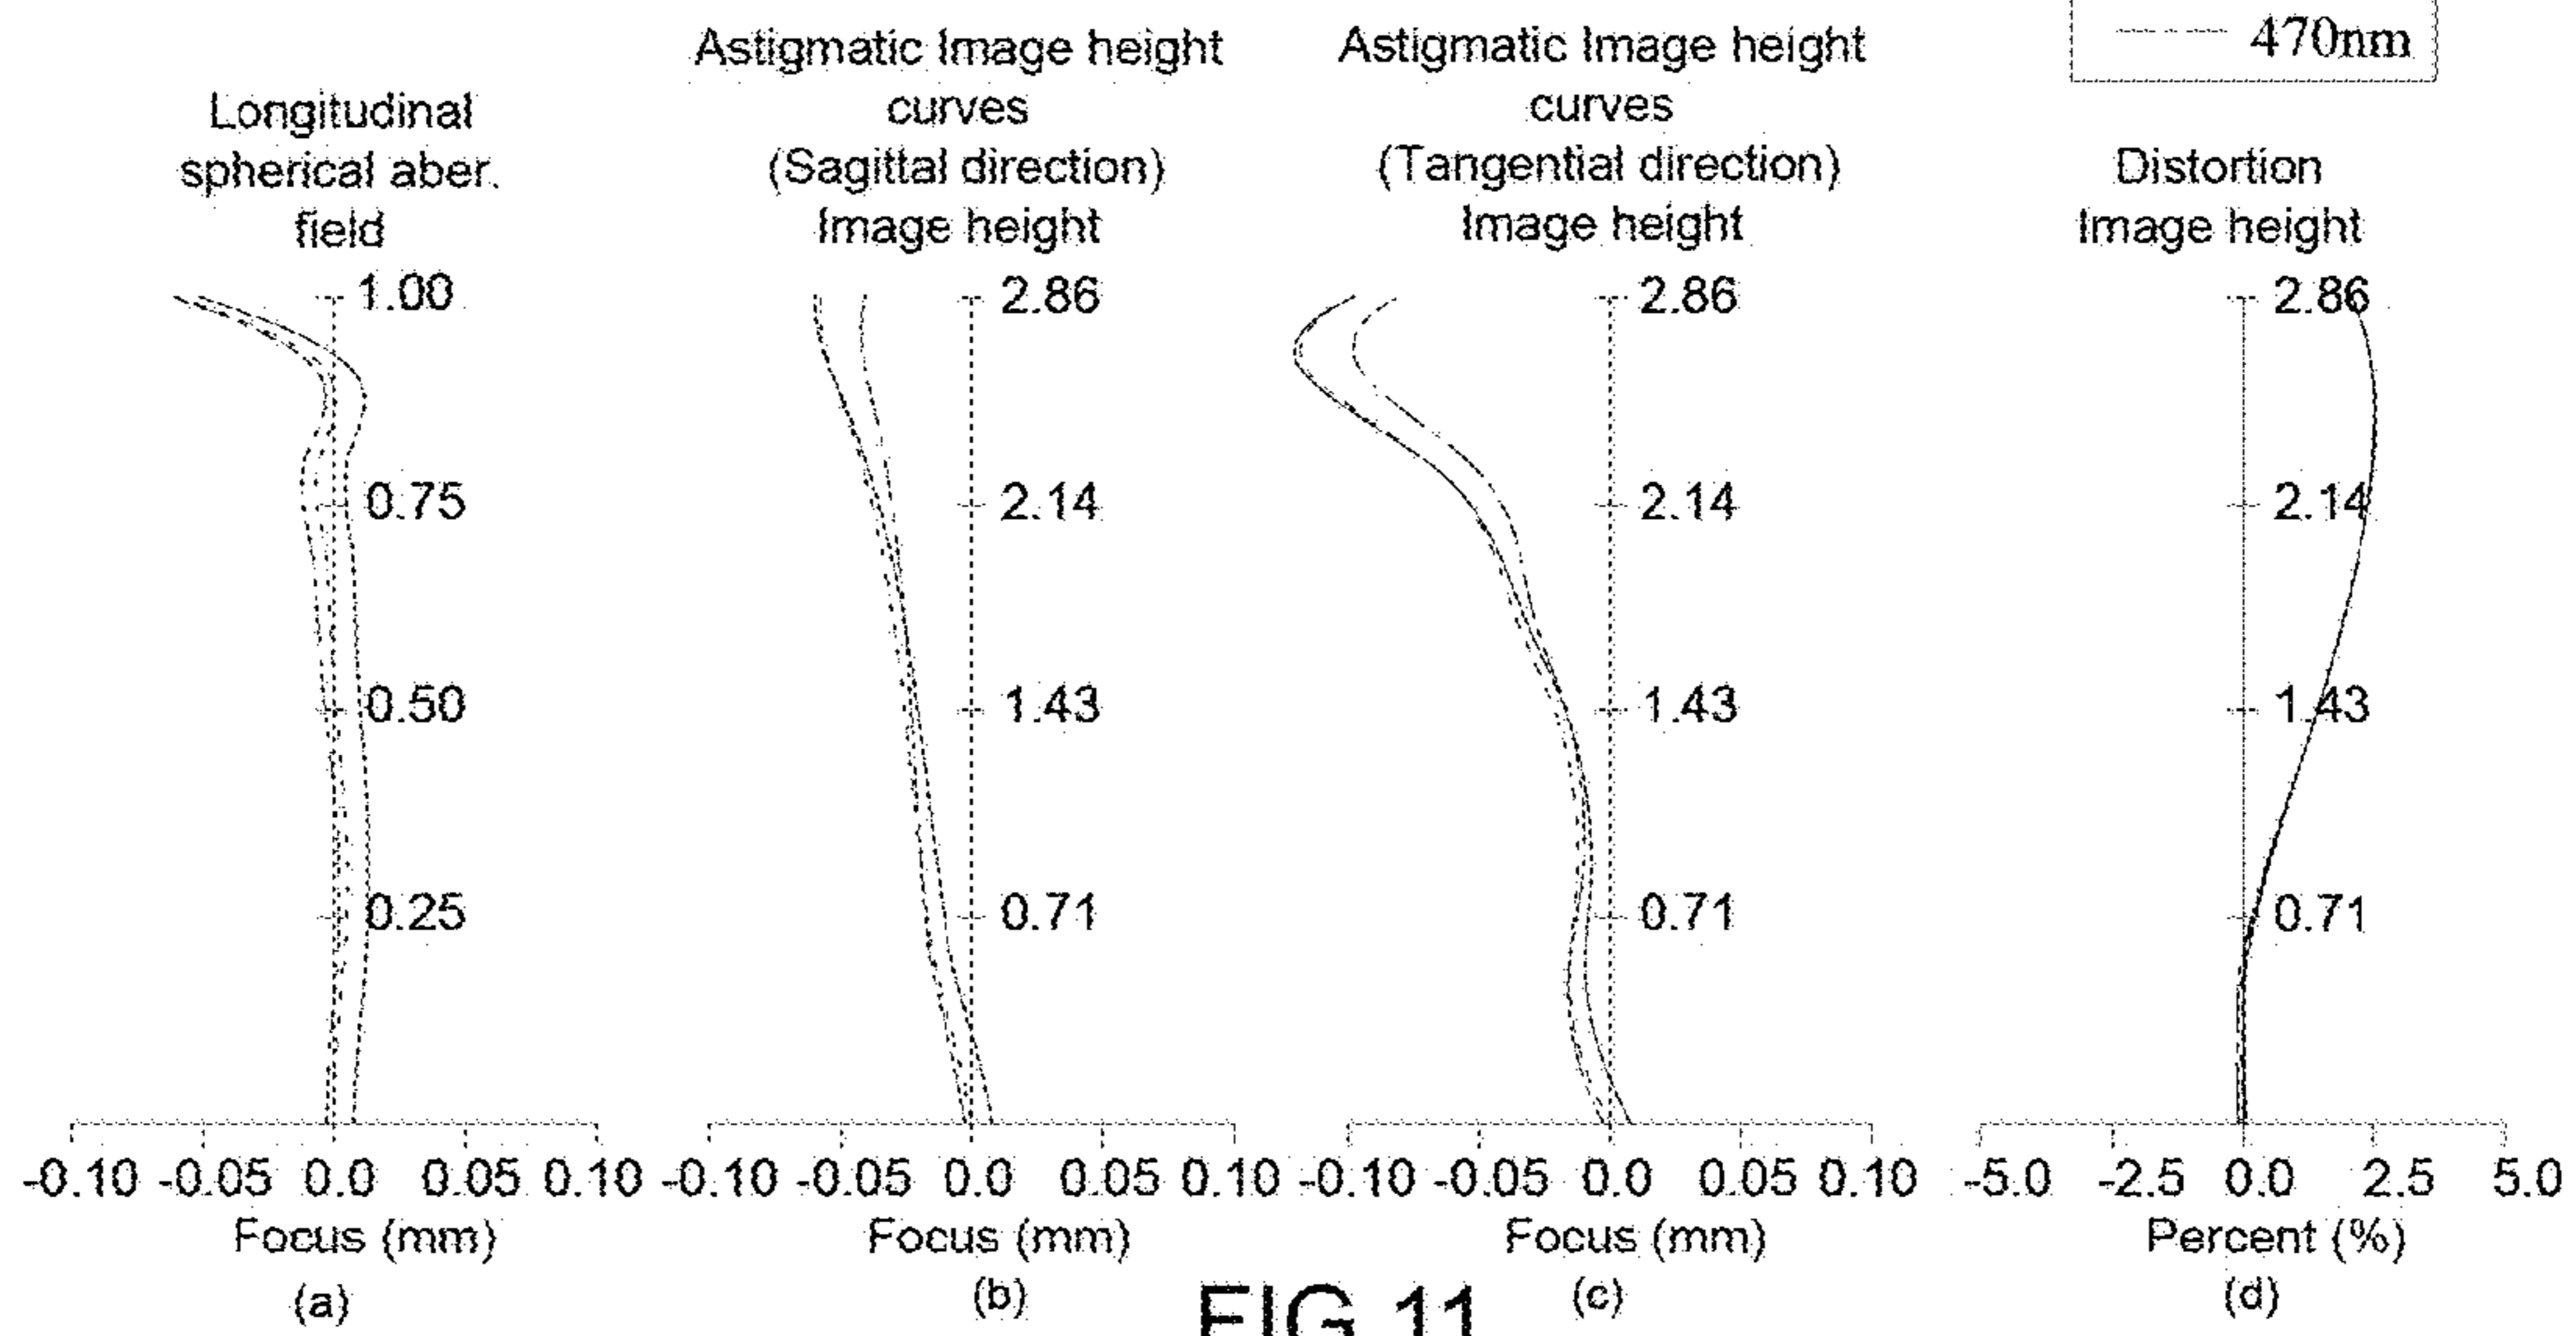 470nm
Longitudinal
spherical aber.
field
1.00
0.75
0.50
0.25
-0.10 -0.05 0.0 0.05 0.10
Focus (mm)
(a)
Astigmatic Image height
curves
(Sagittal direction)
Image height
2.86
2.14
1.43
0.71
-0.10 -0.05 0.0 0.05 0.10
Focus (mm)
(b)
Astigmatic Image height
curves
(Tangential direction)
Image height
2.86
2.14
1.43
0.71
-0.10 -0.05 0.0 0.05 0.10
Focus (mm)
(c)
Distortion
Image height
2.86
2.14
1.43
0.71
-5.0 -2.5 0.0 2.5 5.0
Percent (%)
(d)
FIG.11